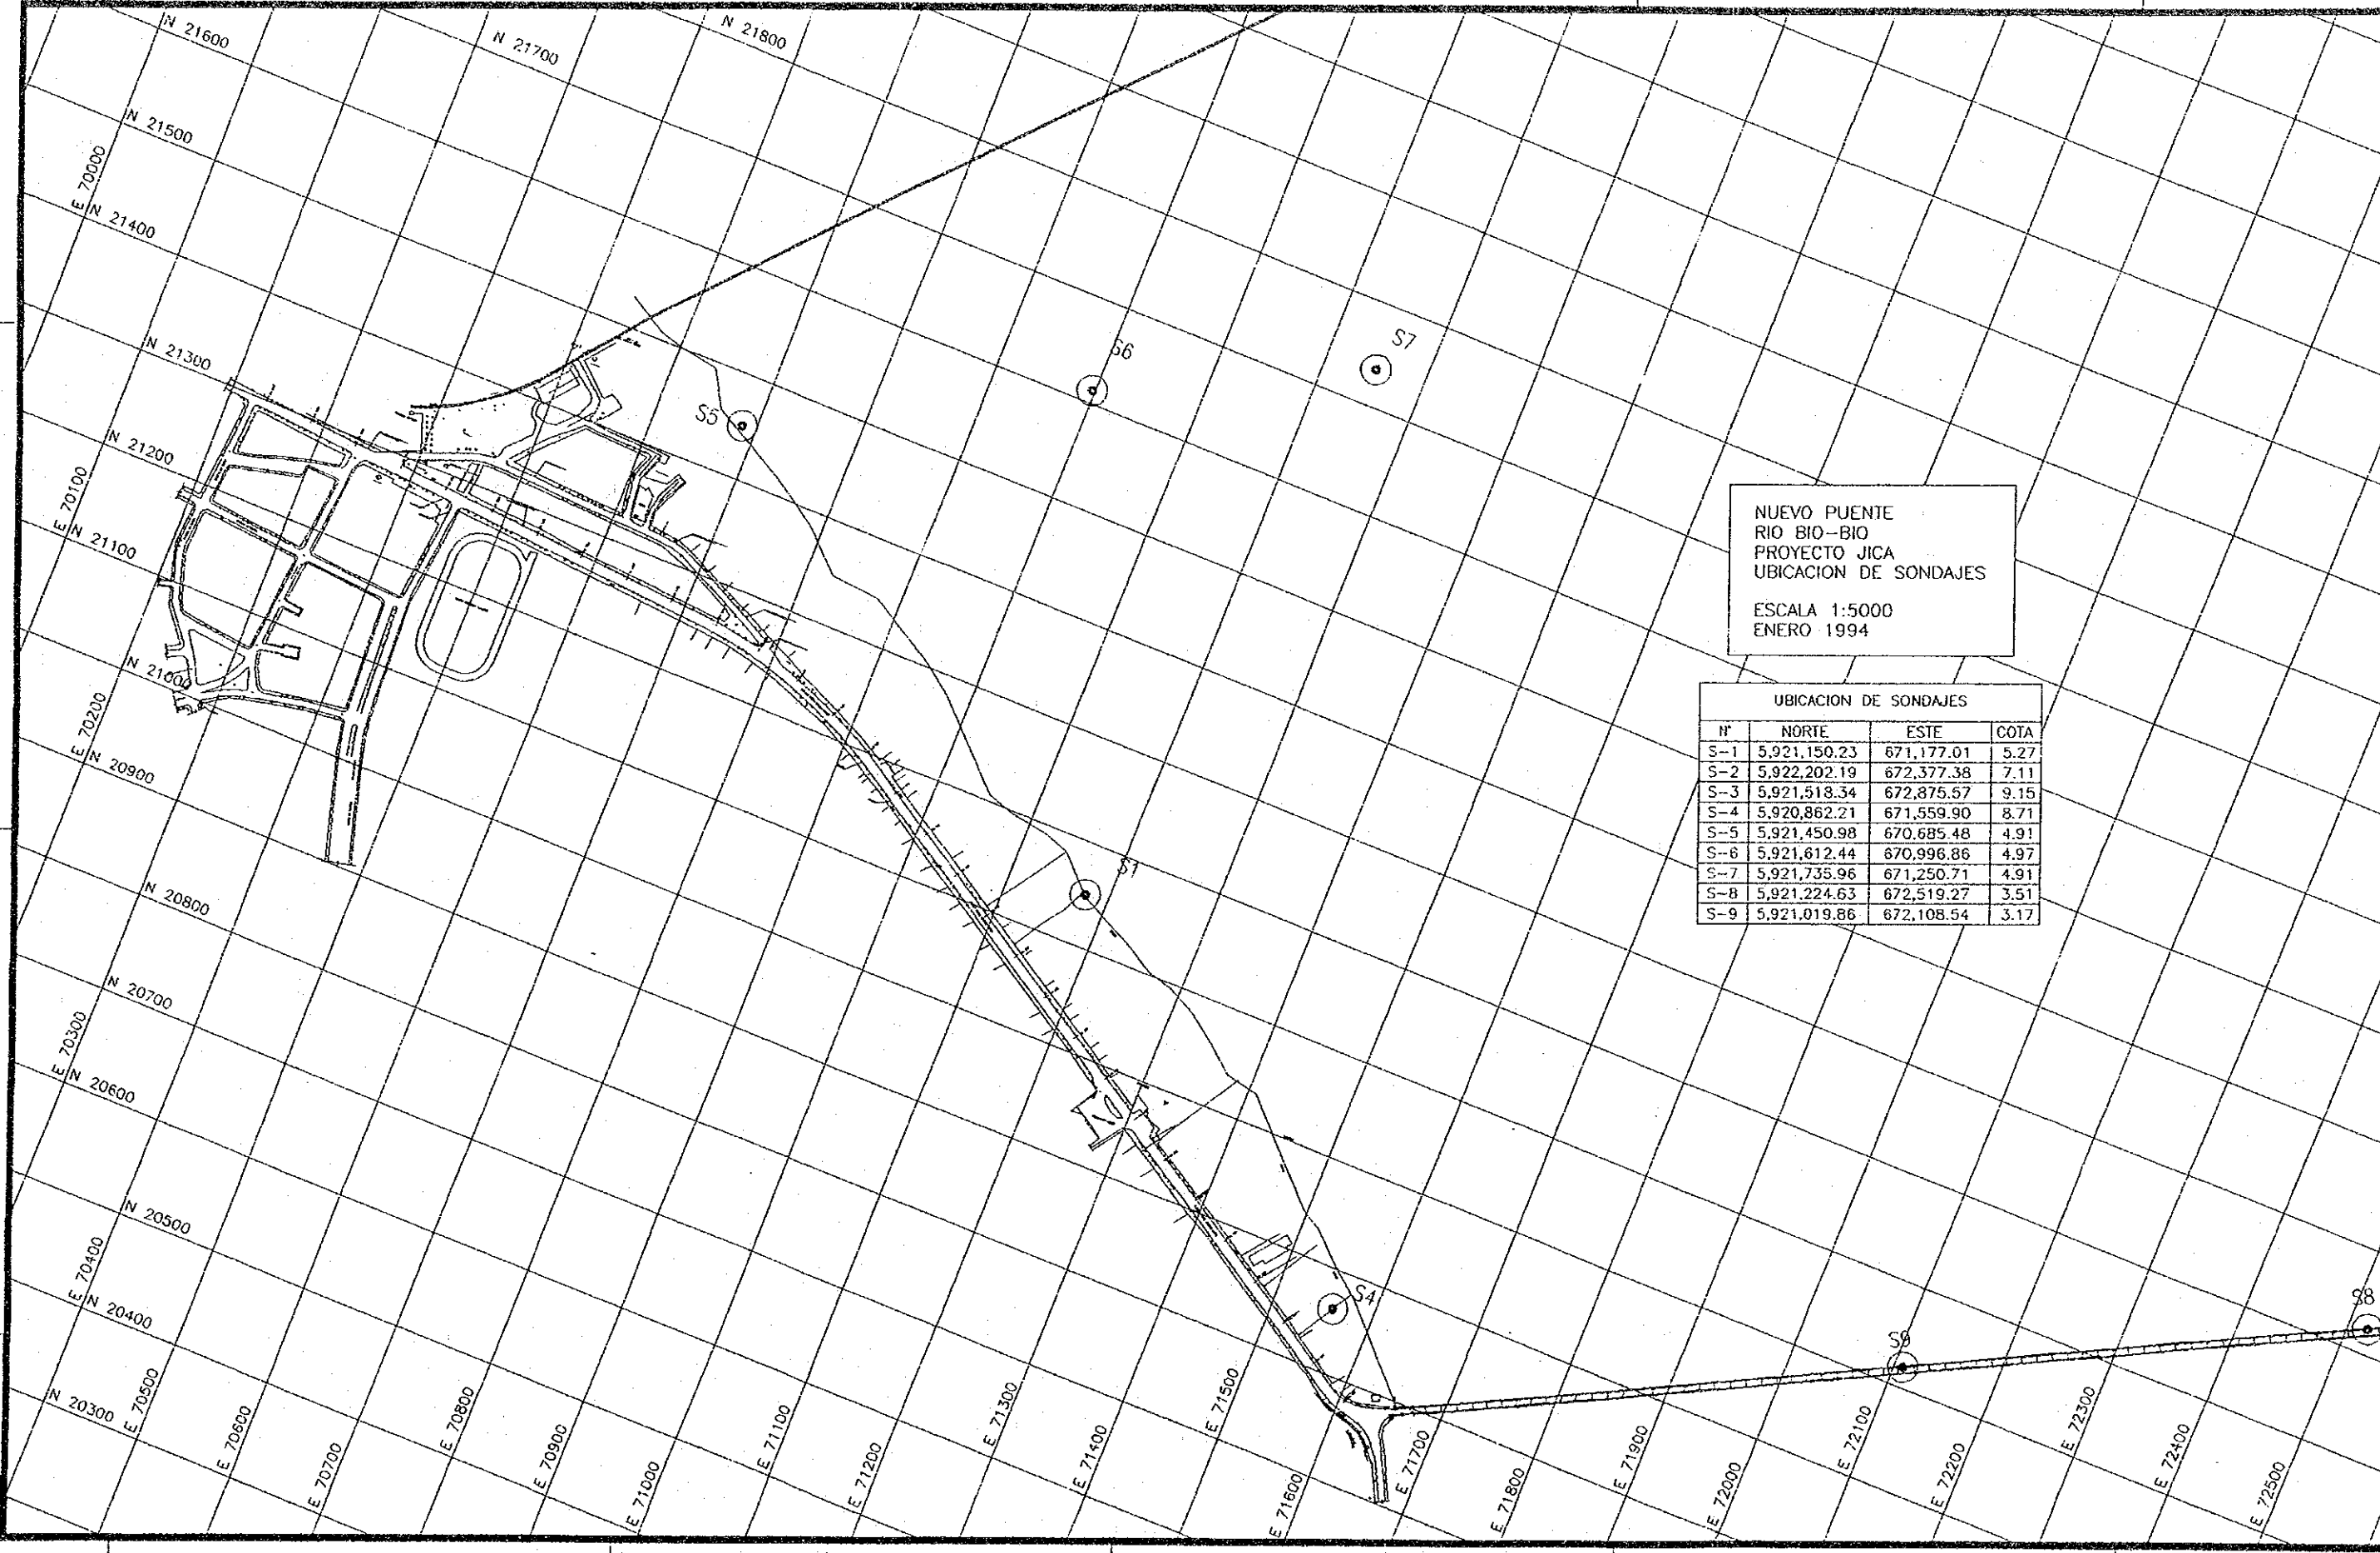 N 21600
N 21700
N 21800
N 21500
E 70000
N 21400
N 21300
S6
S7
S5
N 21200
E 70100
N 21100
NUEVO PUENTE
RIO BIO-BIO
PROYECTO JICA
UBICACION DE SONDAJES
ESCALA 1:5000
ENERO 1994
N 21000
E 70200
N 20900
UBICACION DE SONDAJES
N° NORTE ESTE COTA
S-1 5,921,150.23 671,177.01 5.27
S-2 5,922,202.19 672,377.38 7.11
S-3 5,921,518.34 672,875.57 9.15
S-4 5,920,862.21 671,559.90 8.71
S-5 5,921,450.98 670,685.48 4.91
S-6 5,921,612.44 670,996.86 4.97
S-7 5,921,735.96 671,250.71 4.91
S-8 5,921,224.63 672,519.27 3.51
S-9 5,921,019.86 672,108.54 3.17
S1
N 20800
N 20700
E 70300
N 20600
N 20500
E 70400
N 20400
S4
S9
S8
N 20300
E 70500
E 70600
E 70700
E 70800
E 70900
E 71000
E 71100
E 71200
E 71300
E 71400
E 71500
E 71600
E 71700
E 71800
E 71900
E 72000
E 72100
E 72200
E 72300
E 72400
E 72500